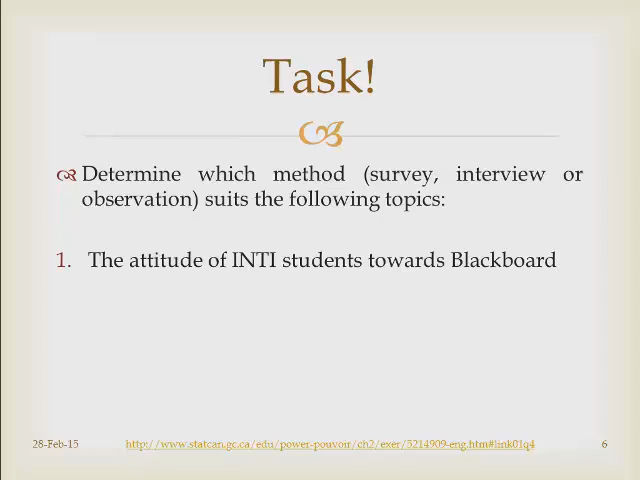 Task!
Determine which method (survey, interview or
observation) suits the following topics:
1. The attitude of INTI students towards Blackboard
28-Feb-15 http://www.statcan.gc.ca/edu/power-pouvoir/ch2/exer/5214909-eng.htm#link01q4 6